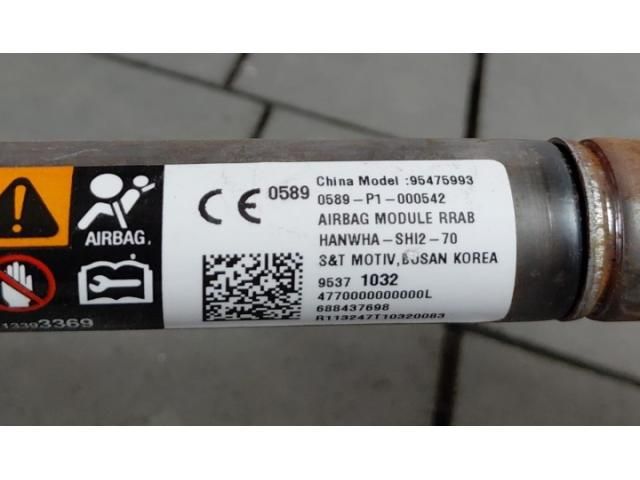 AIRBAG.
13393369
CE 0589
China Model :95475993
0589-P1-000542
AIRBAG MODULE RRAB
HANWHA-SHI2-70
S&T MOTIV,BUSAN KOREA
9537 1032
4770000000000L
688437698
R113247T10320083